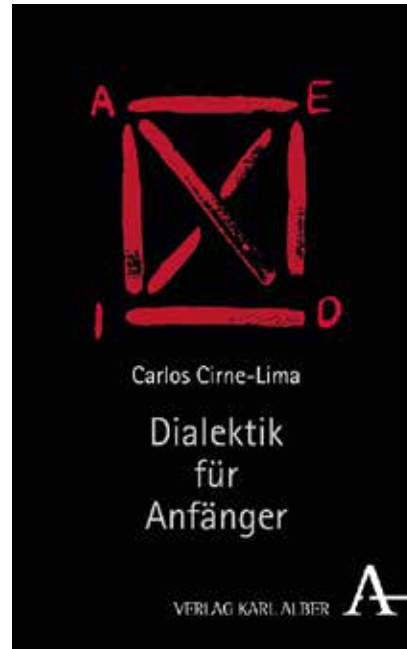 A E
I O
Carlos Cirne-Lima
Dialektik
für
Anfänger
VERLAG KARL ALBER A